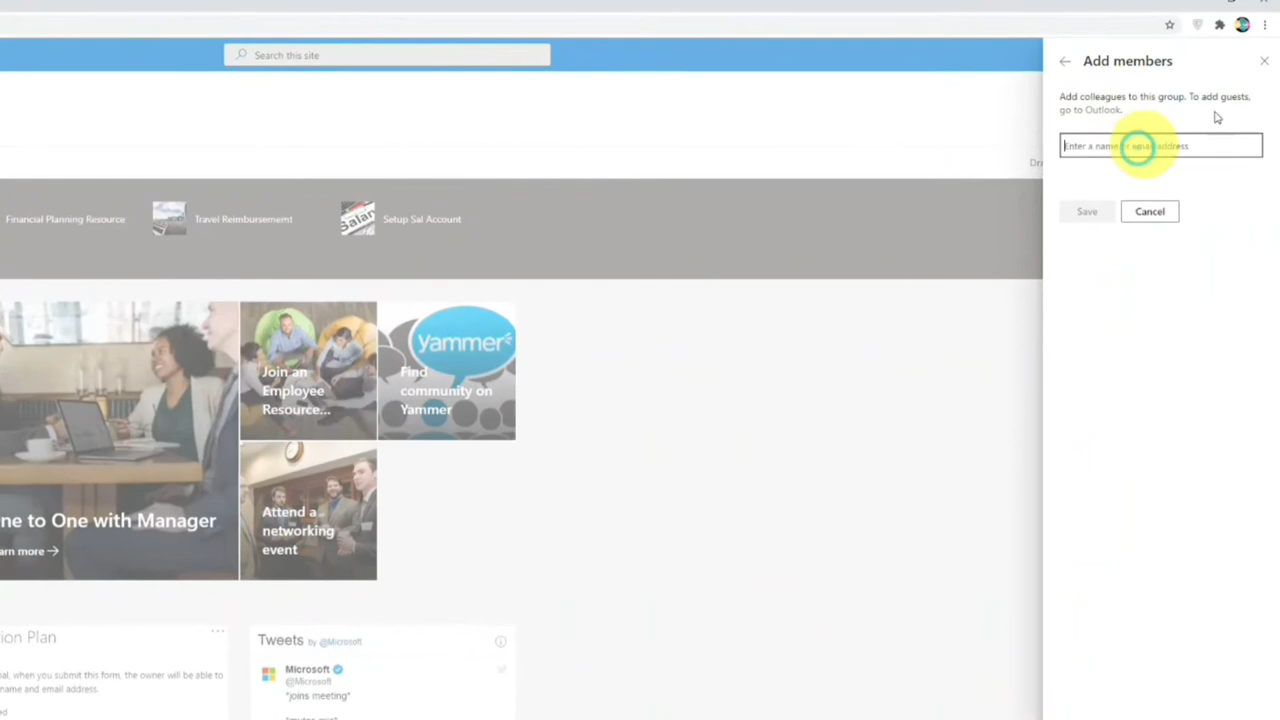 Search this site
Add members
Add colleagues to this group. To add guests,
go to Outlook.
Enter a name or email address
Save
Cancel
Financial Planning Resource
Travel Reimbursememt
Salar
Setup Sal Account
yammer
Join an
Employee
Resource...
Find
community on
Yammer
ne to One with Manager
arn more →
Attend a
networking
event
ion Plan
al, when you submit this form, the owner will be able to
name and email address.
Tweets by @Microsoft
Microsoft
@Microsoft
*joins meeting*